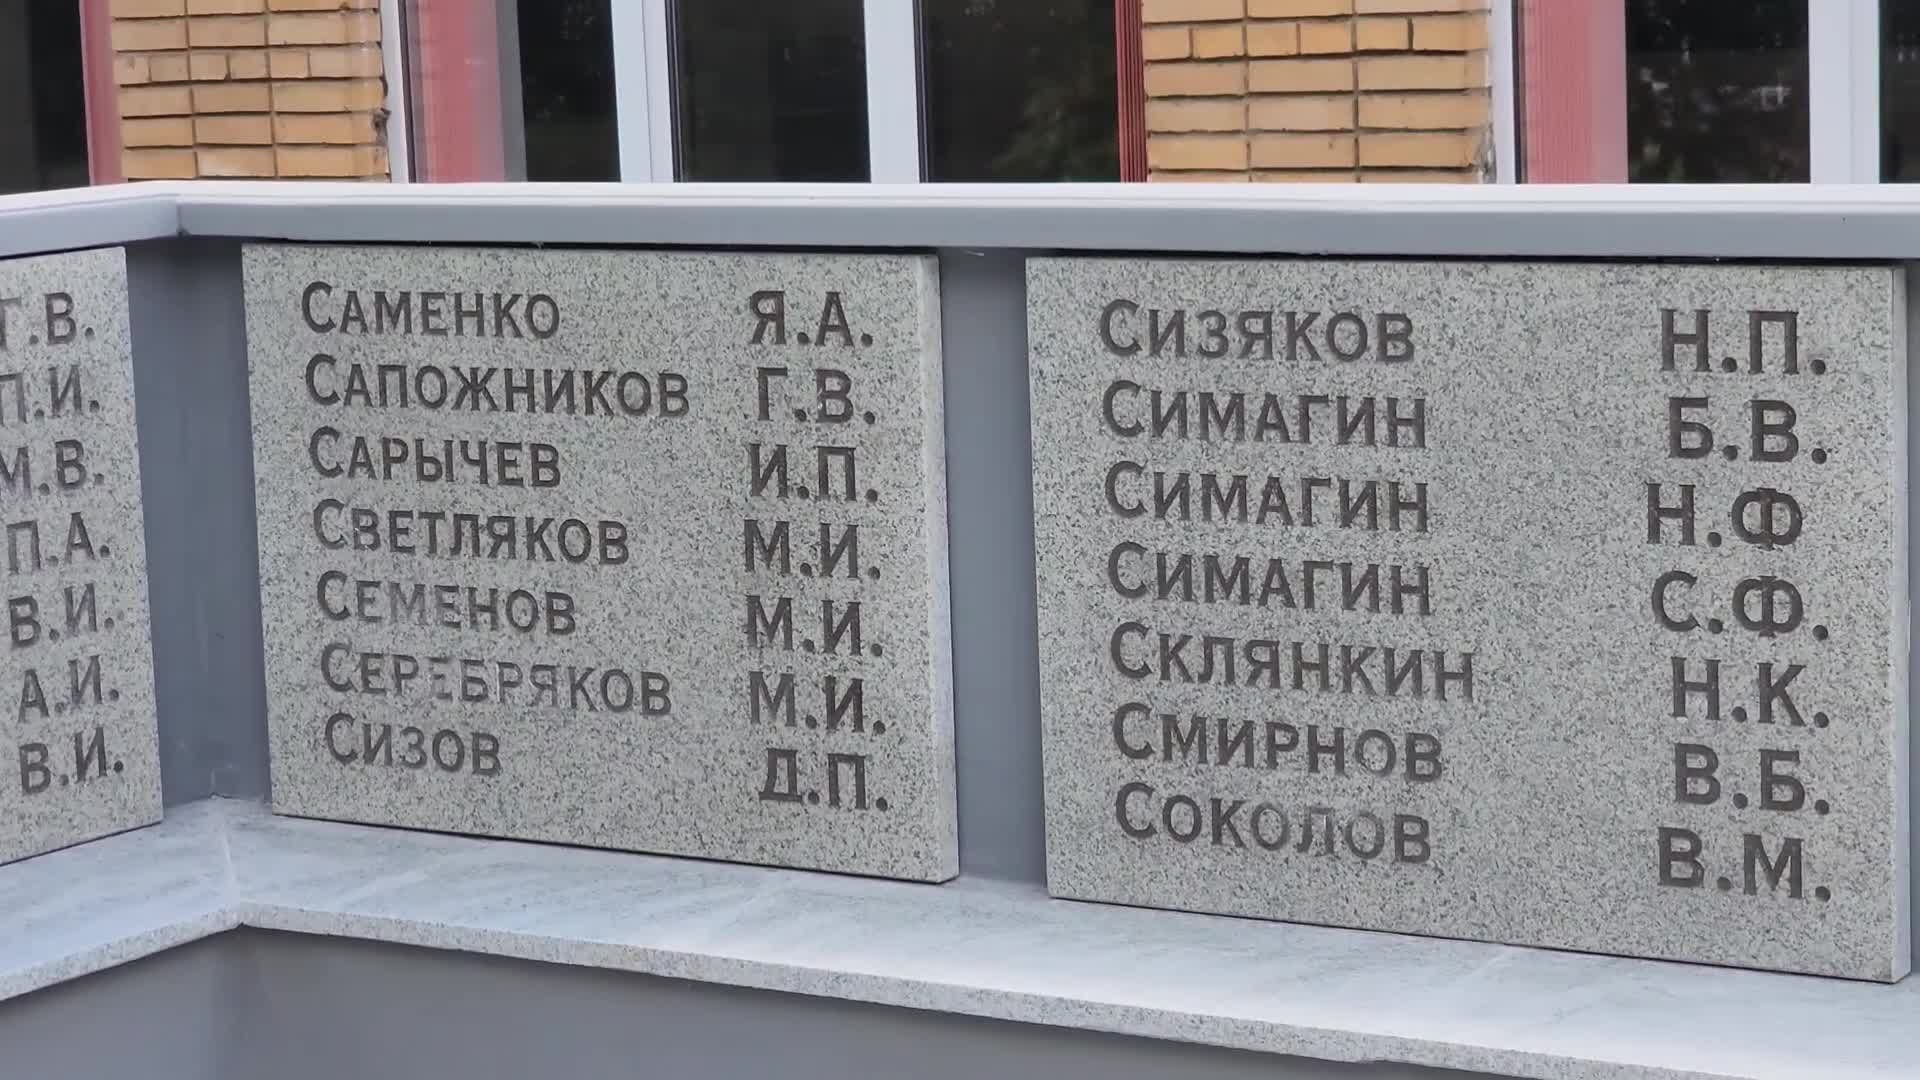 Г.В.
П.И.
М.В.
П.А.
В.И.
А.И.
В.И.
САМЕНКО Я.А.
САПОЖНИКОВ Г.В.
САРЫЧЕВ И.П.
СВЕТЛЯКОВ М.И.
СЕМЕНОВ М.И.
СЕРЕБРЯКОВ М.И.
СИЗОВ Д.П.
СИЗЯКОВ Н.П.
СИМАГИН Б.В.
СИМАГИН Н.Ф
СИМАГИН С.Ф.
СКЛЯНКИН Н.К.
СМИРНОВ В.Б.
СОКОЛОВ В.М.